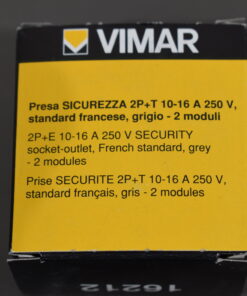 VIMAR
Presa SICUREZZA 2P+T 10-16 A 250 V,
standard francese, grigio - 2 moduli
2P+E 10-16 A 250 V SECURITY
socket-outlet, French standard, grey
- 2 modules
Prise SECURITE 2P+T 10-16 A 250 V,
standard français, gris - 2 modules
16212